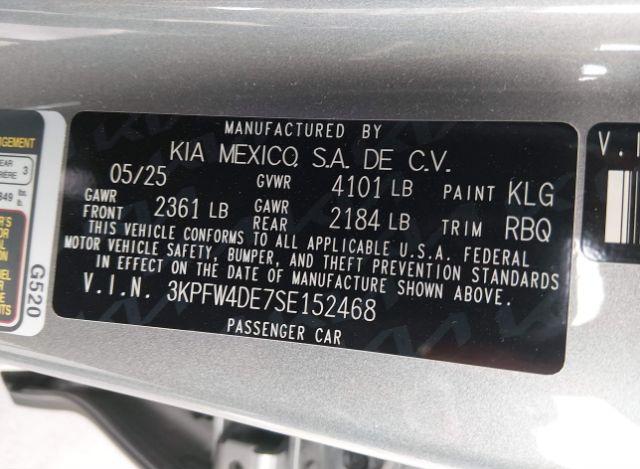 MANUFACTURED BY
KIA MEXICO, S.A. DE C.V.
05/25 GVWR 4101 LB PAINT KLG
GAWR FRONT 2361 LB GAWR REAR 2184 LB TRIM RBQ
THIS VEHICLE CONFORMS TO ALL APPLICABLE U.S.A. FEDERAL
MOTOR VEHICLE SAFETY, BUMPER, AND THEFT PREVENTION STANDARDS
IN EFFECT ON THE DATE OF MANUFACTURE SHOWN ABOVE.
V.I.N. 3KPFW4DE7SE152468
PASSENGER CAR
G520
3